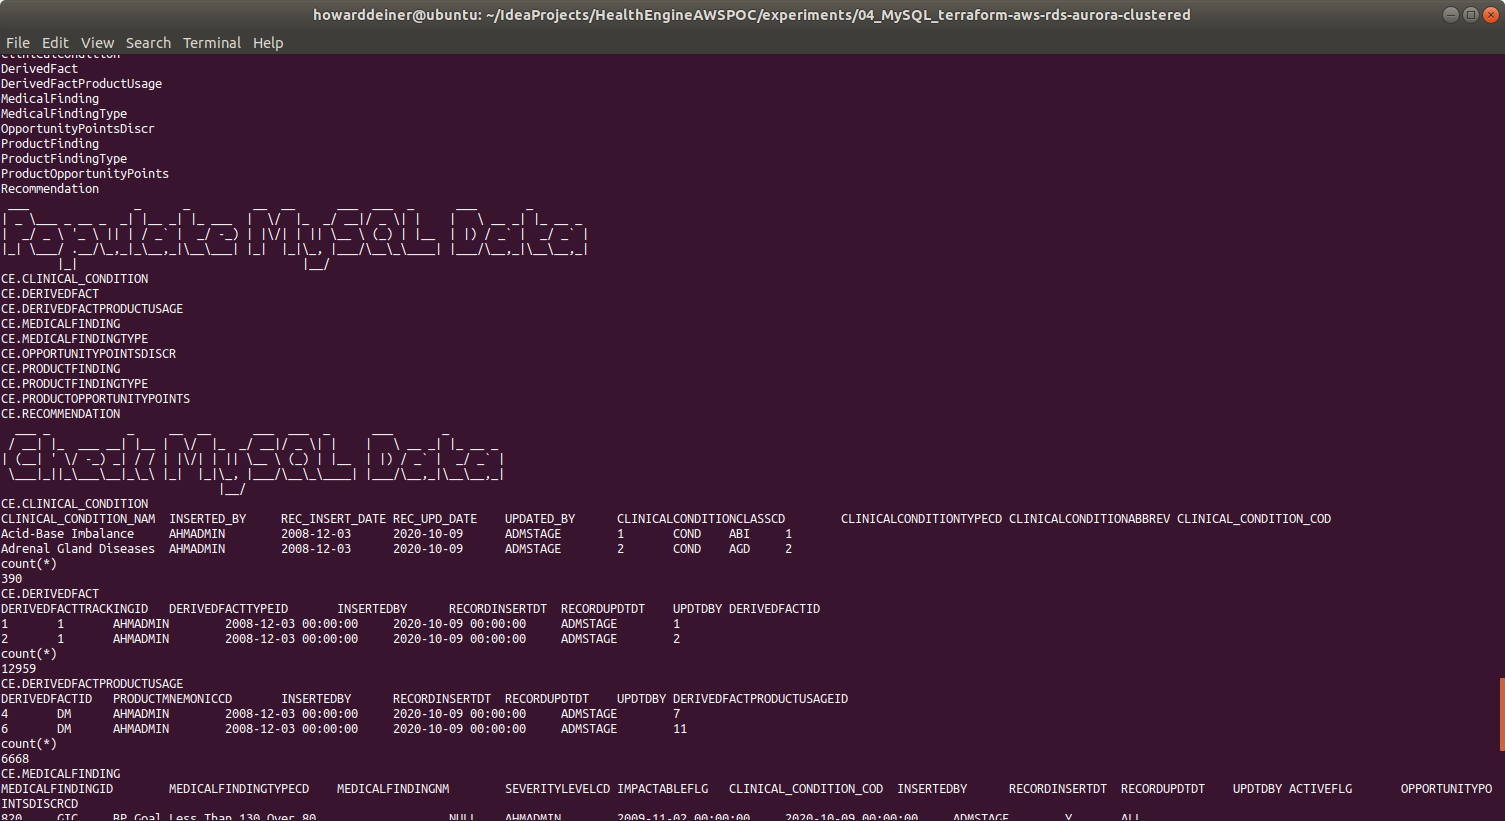 howarddeiner@ubuntu: ~/IdeaProjects/HealthEngineAWSPOC/experiments/04_MySQL_terraform-aws-rds-aurora-clustered
File Edit View Search Terminal Help
ClinicalCondition
DerivedFact
DerivedFactProductUsage
MedicalFinding
MedicalFindingType
OpportunityPointsDiscr
ProductFinding
ProductFindingType
ProductOpportunityPoints
Recommendation
Populate MySQL Data
CE.CLINICAL_CONDITION
CE.DERIVEDFACT
CE.DERIVEDFACTPRODUCTUSAGE
CE.MEDICALFINDING
CE.MEDICALFINDINGTYPE
CE.OPPORTUNITYPOINTSDISCR
CE.PRODUCTFINDING
CE.PRODUCTFINDINGTYPE
CE.PRODUCTOPPORTUNITYPOINTS
CE.RECOMMENDATION
Check MySQL Data
CE.CLINICAL_CONDITION
CLINICAL_CONDITION_NAM INSERTED_BY REC_INSERT_DATE REC_UPD_DATE UPDATED_BY CLINICALCONDITIONCLASSCD CLINICALCONDITIONTYPECD CLINICALCONDITIONABBREV CLINICAL_CONDITION_COD
Acid-Base Imbalance AHMADMIN 2008-12-03 2020-10-09 ADMSTAGE 1 COND ABI 1
Adrenal Gland Diseases AHMADMIN 2008-12-03 2020-10-09 ADMSTAGE 2 COND AGD 2
count(*)
390
CE.DERIVEDFACT
DERIVEDFACTTRACKINGID DERIVEDFACTTYPEID INSERTEDBY RECORDINSERTDT RECORDUPDTDT UPDTDBY DERIVEDFACTID
1 1 AHMADMIN 2008-12-03 00:00:00 2020-10-09 00:00:00 ADMSTAGE 1
2 1 AHMADMIN 2008-12-03 00:00:00 2020-10-09 00:00:00 ADMSTAGE 2
count(*)
12959
CE.DERIVEDFACTPRODUCTUSAGE
DERIVEDFACTID PRODUCTMNEMONICCD INSERTEDBY RECORDINSERTDT RECORDUPDTDT UPDTDBY DERIVEDFACTPRODUCTUSAGEID
4 DM AHMADMIN 2008-12-03 00:00:00 2020-10-09 00:00:00 ADMSTAGE 7
6 DM AHMADMIN 2008-12-03 00:00:00 2020-10-09 00:00:00 ADMSTAGE 11
count(*)
6668
CE.MEDICALFINDING
MEDICALFINDINGID MEDICALFINDINGTYPECD MEDICALFINDINGNM SEVERITYLEVELCD IMPACTABLEFLG CLINICAL_CONDITION_COD INSERTEDBY RECORDINSERTDT RECORDUPDTDT UPDTDBY ACTIVEFLG OPPORTUNITYPO
INTSDISCRCD
820 GIC BP Goal Less Than 130 Over 80 NULL AHMADMIN 2009-11-02 00:00:00 2020-10-09 00:00:00 ADMSTAGE Y ALL